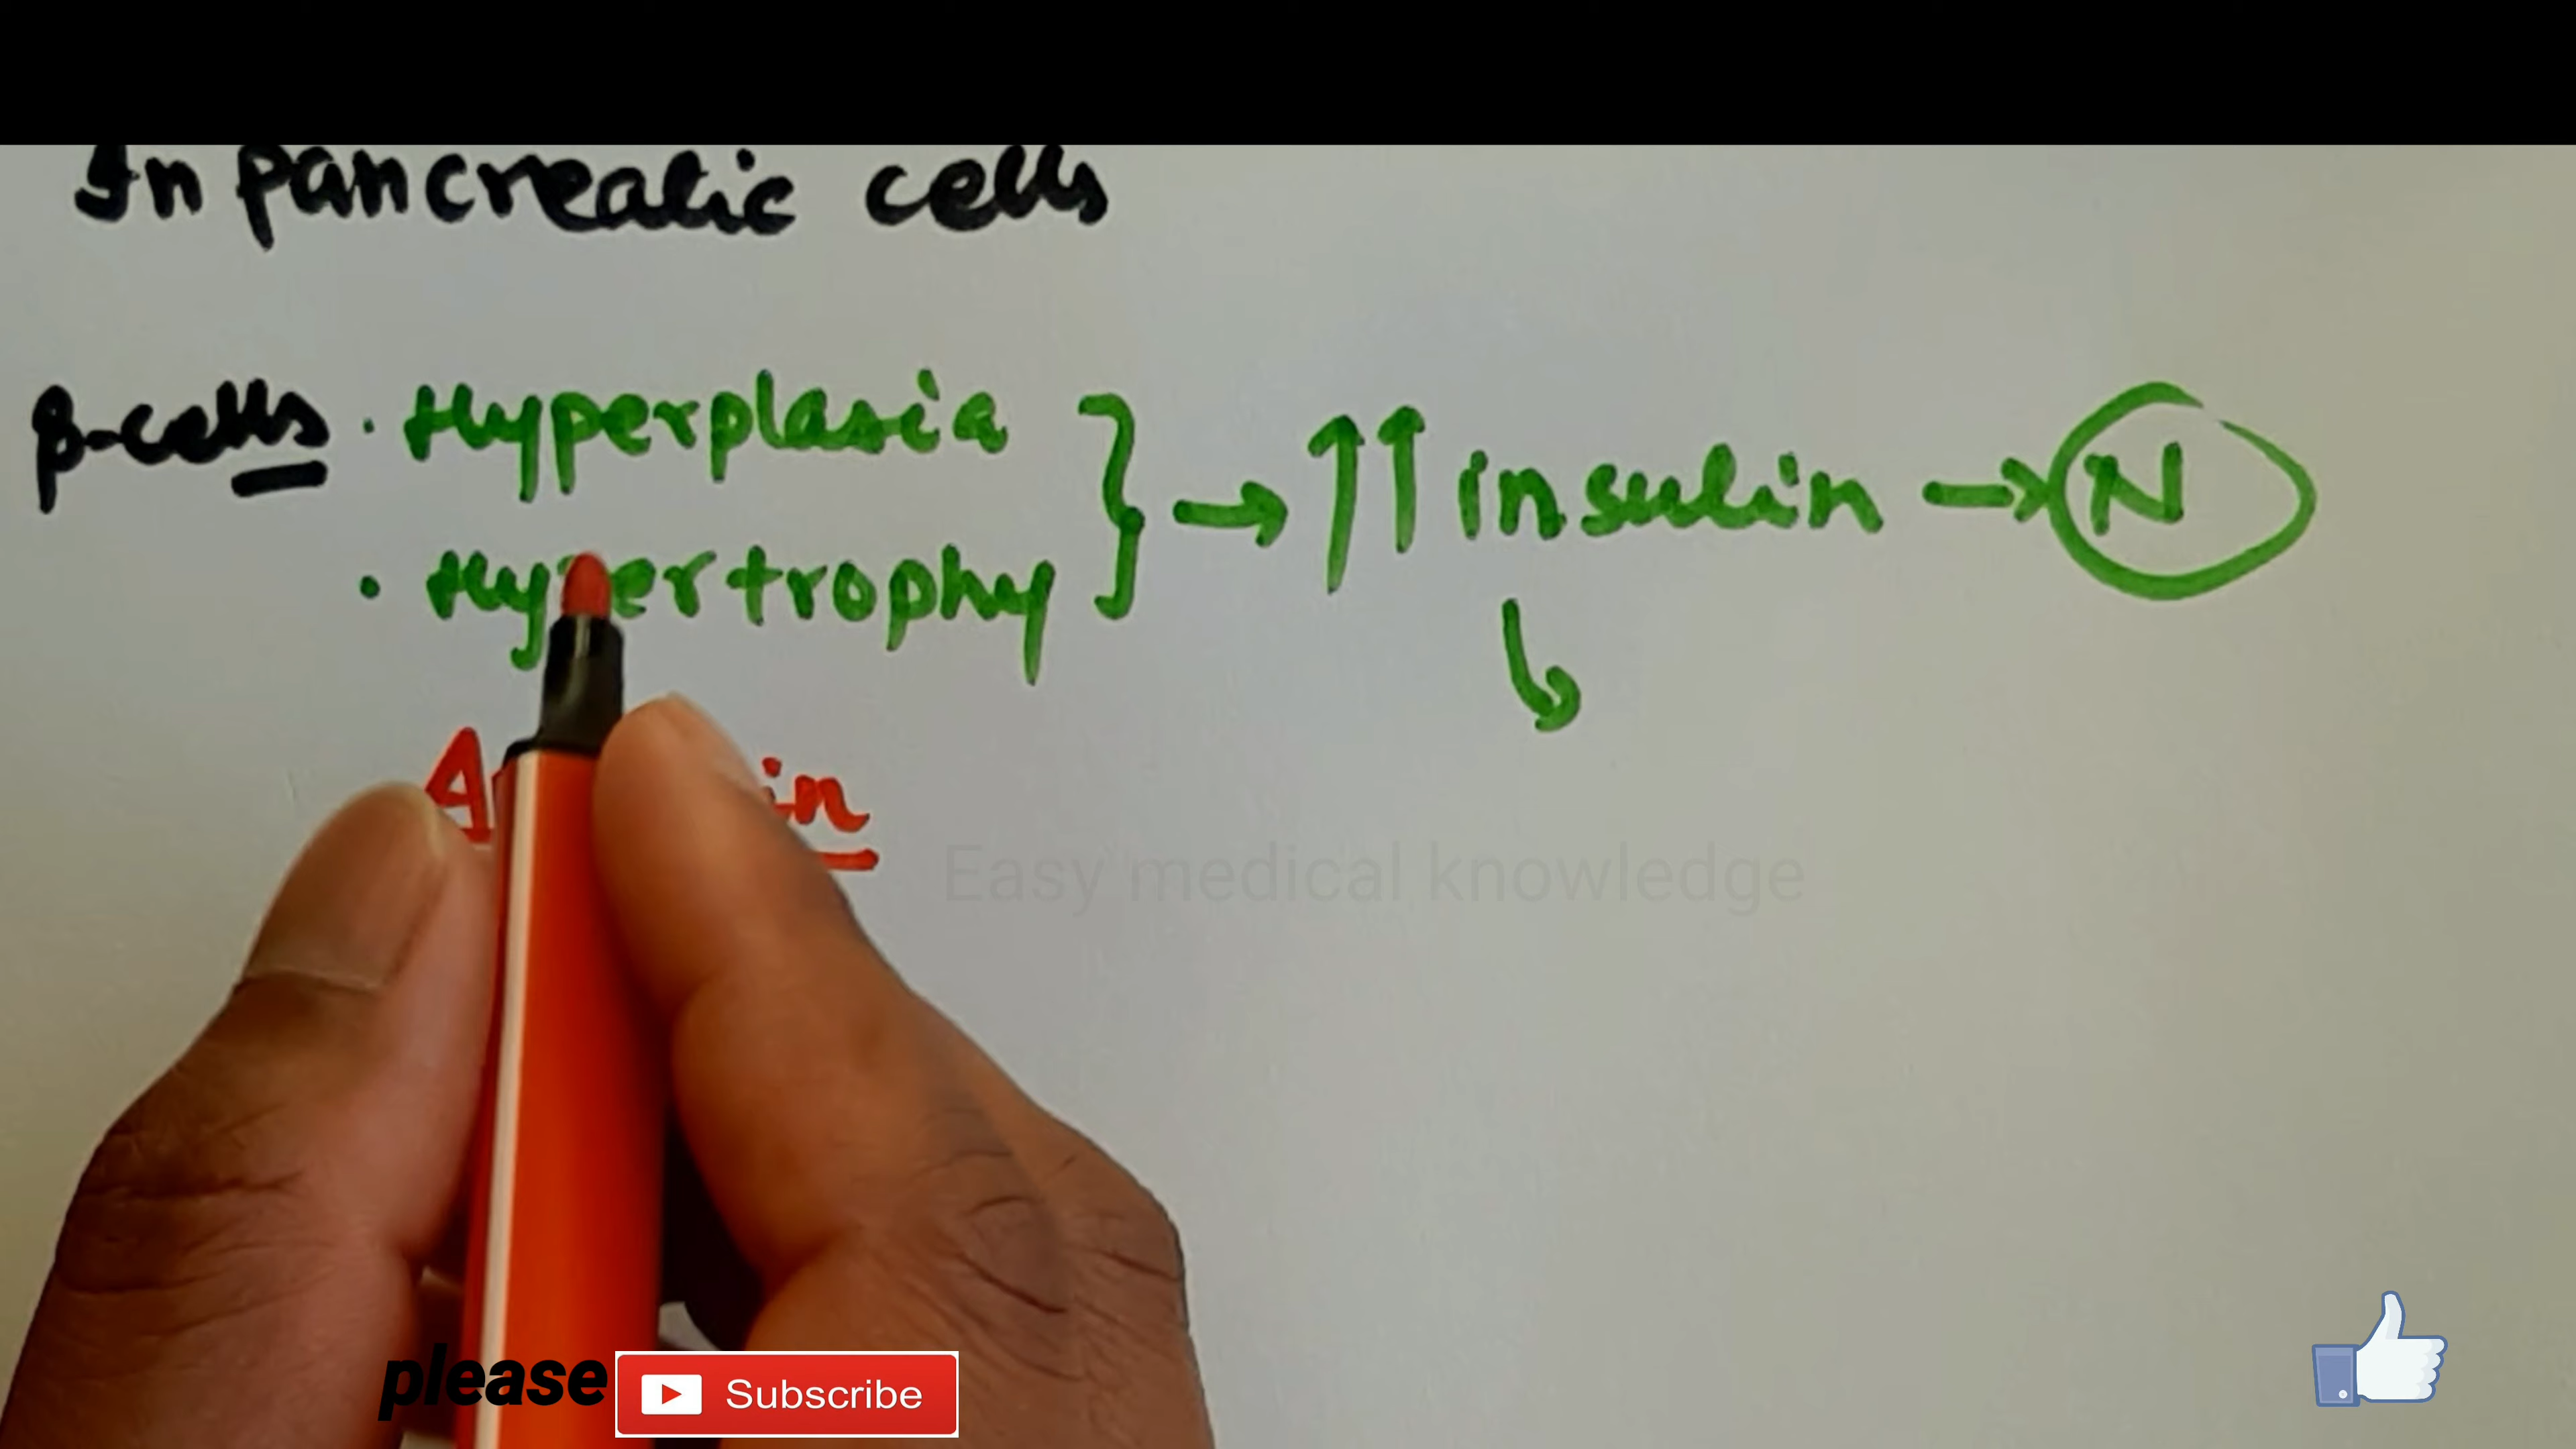 In pancreatic cells
β-cells . Hyperplasia
. Hypertrophy
} → ↑↑ insulin → N
Easy medical knowledge
please Subscribe